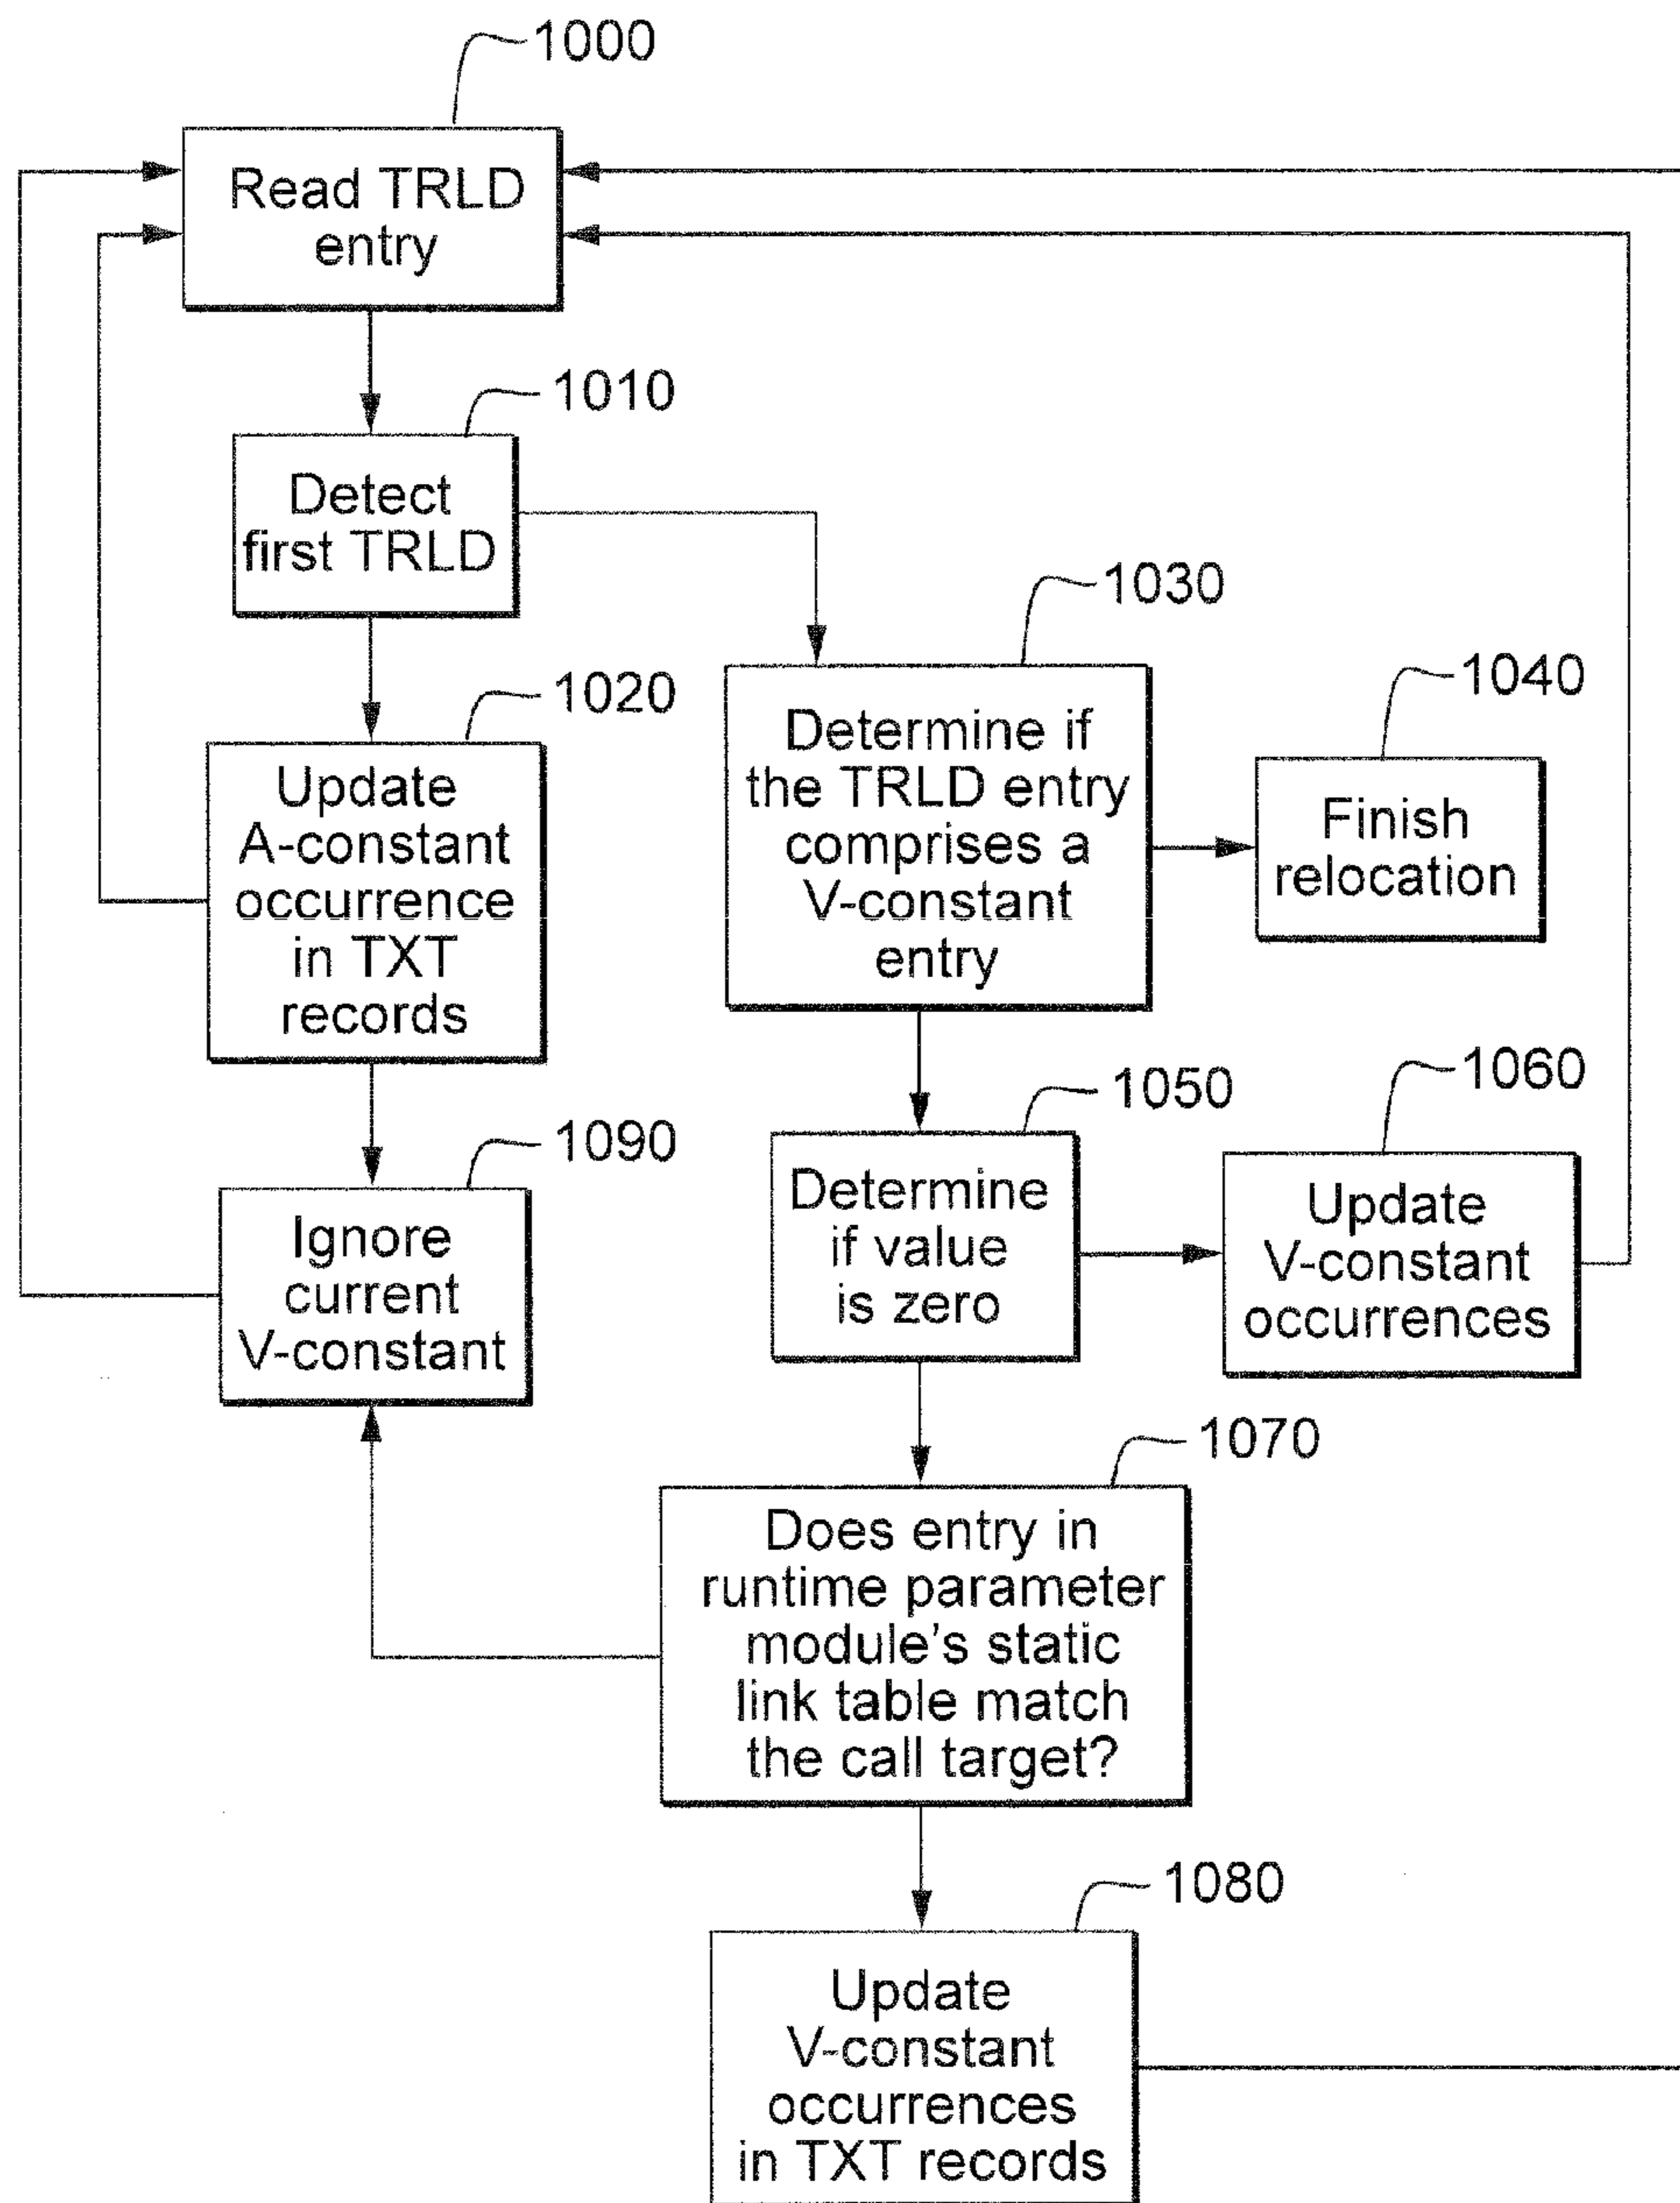 1000
Read TRLD
entry
1010
Detect
first TRLD
1020
Update
A-constant
occurrence
in TXT
records
1030
Determine if
the TRLD entry
comprises a
V-constant
entry
1040
Finish
relocation
1050
Determine
if value
is zero
1060
Update
V-constant
occurrences
1090
Ignore
current
V-constant
1070
Does entry in
runtime parameter
module's static
link table match
the call target?
1080
Update
V-constant
occurrences
in TXT records